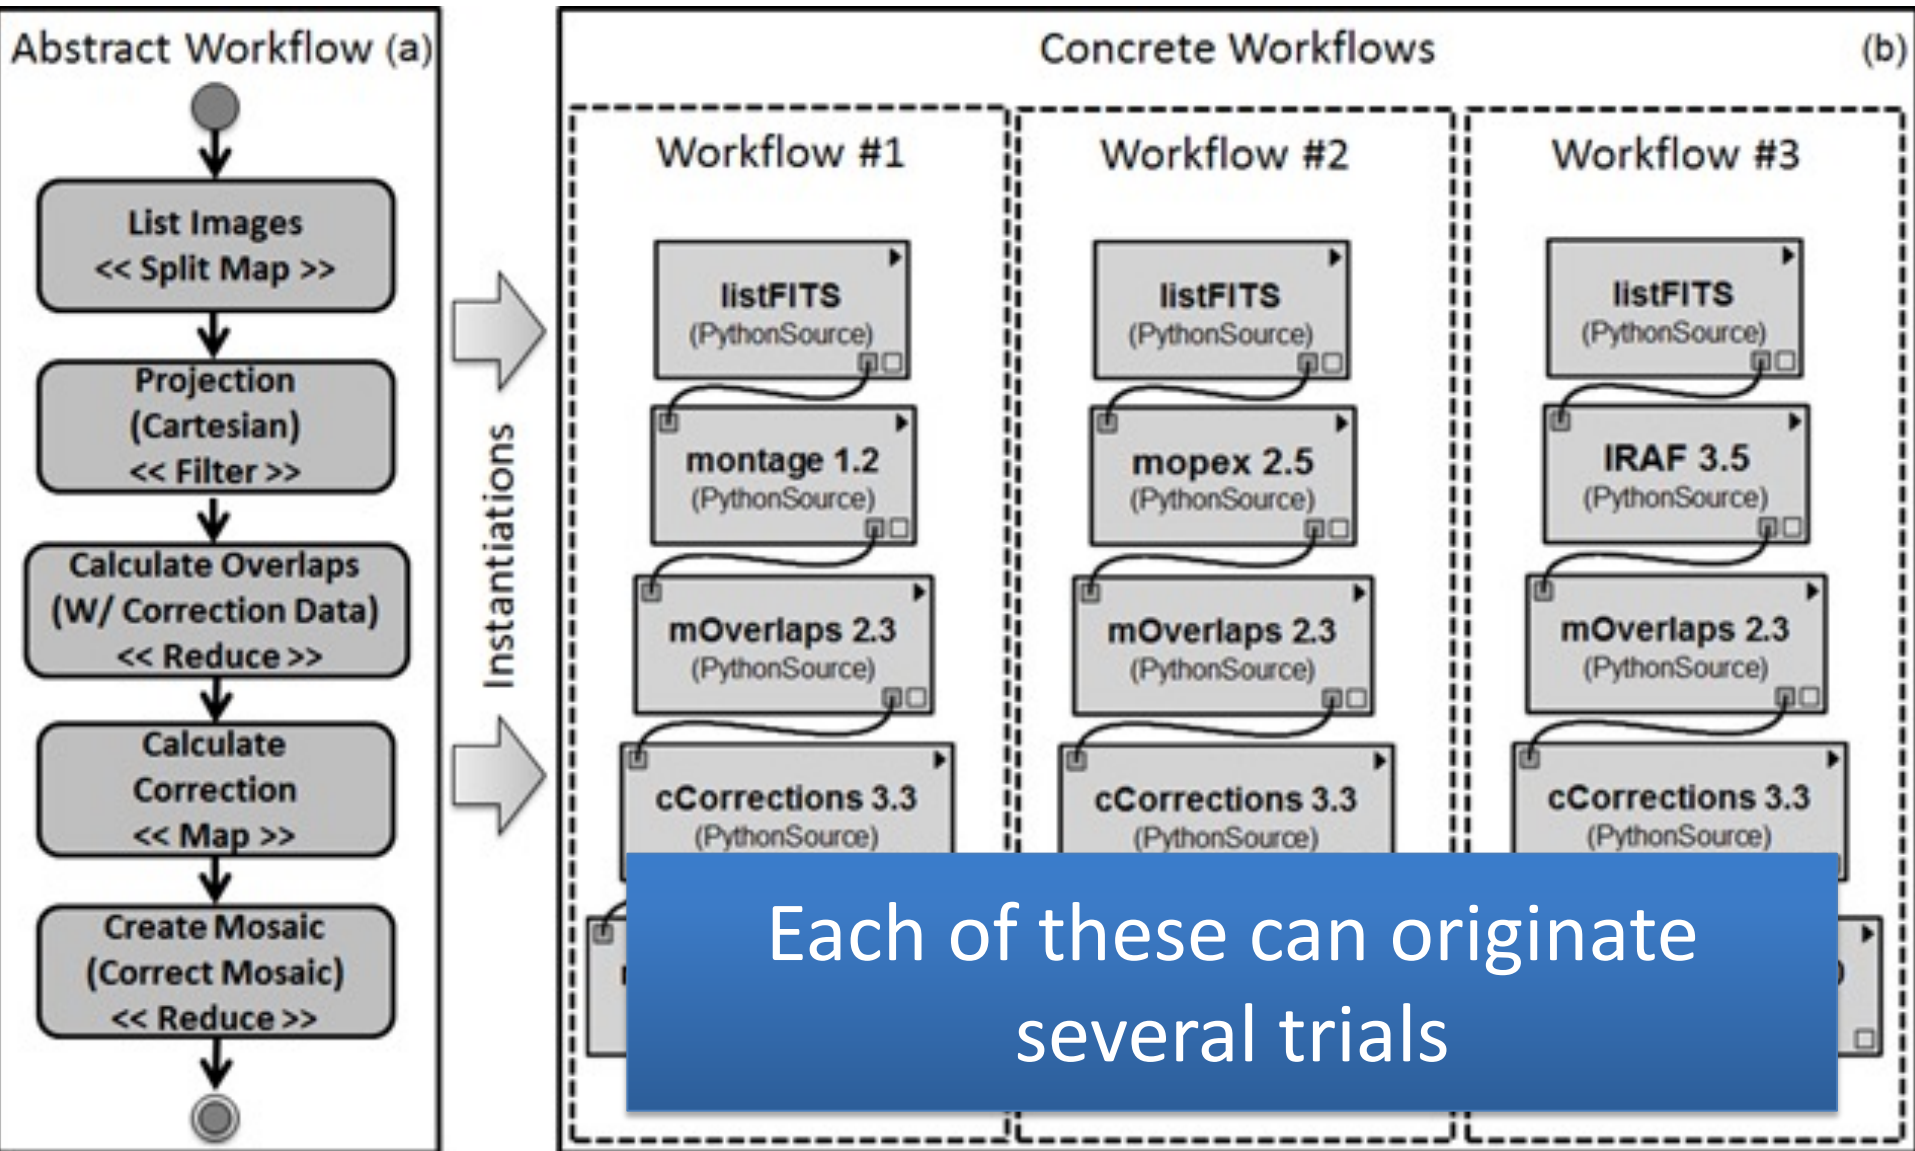 Abstract Workflow (a)
List Images
<< Split Map >>
Projection
(Cartesian)
<< Filter >>
Calculate Overlaps
(W/ Correction Data)
<< Reduce >>
Calculate
Correction
<< Map >>
Create Mosaic
(Correct Mosaic)
<< Reduce >>
Instantiations
Concrete Workflows
(b)
Workflow #1
listFITS
(PythonSource)
montage 1.2
(PythonSource)
mOverlaps 2.3
(PythonSource)
cCorrections 3.3
(PythonSource)
Workflow #2
listFITS
(PythonSource)
mopex 2.5
(PythonSource)
mOverlaps 2.3
(PythonSource)
cCorrections 3.3
(PythonSource)
Workflow #3
listFITS
(PythonSource)
IRAF 3.5
(PythonSource)
mOverlaps 2.3
(PythonSource)
cCorrections 3.3
(PythonSource)
Each of these can originate
several trials